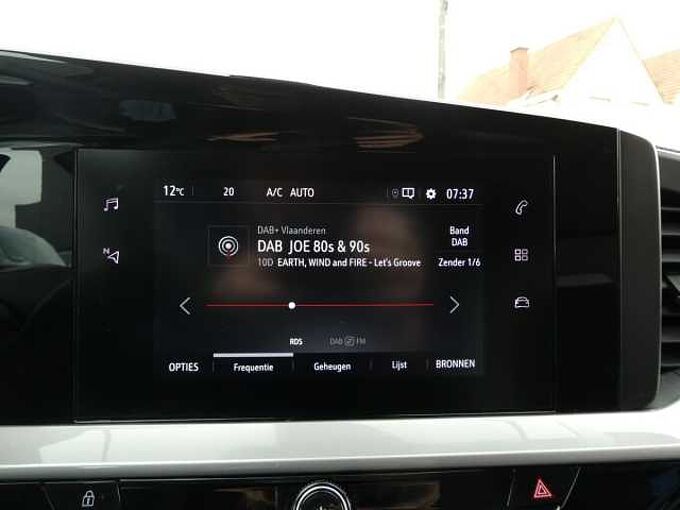 12°C 20 A/C AUTO 07:37
DAB+ Vlaanderen
DAB JOE 80s & 90s
10D EARLTH, WIND and FIRE - Let's Groove
Band
DAB
Zender 1/6
N
RDS DAB FM
OPTIES Frequentie Geheugen Lijst BRONNEN